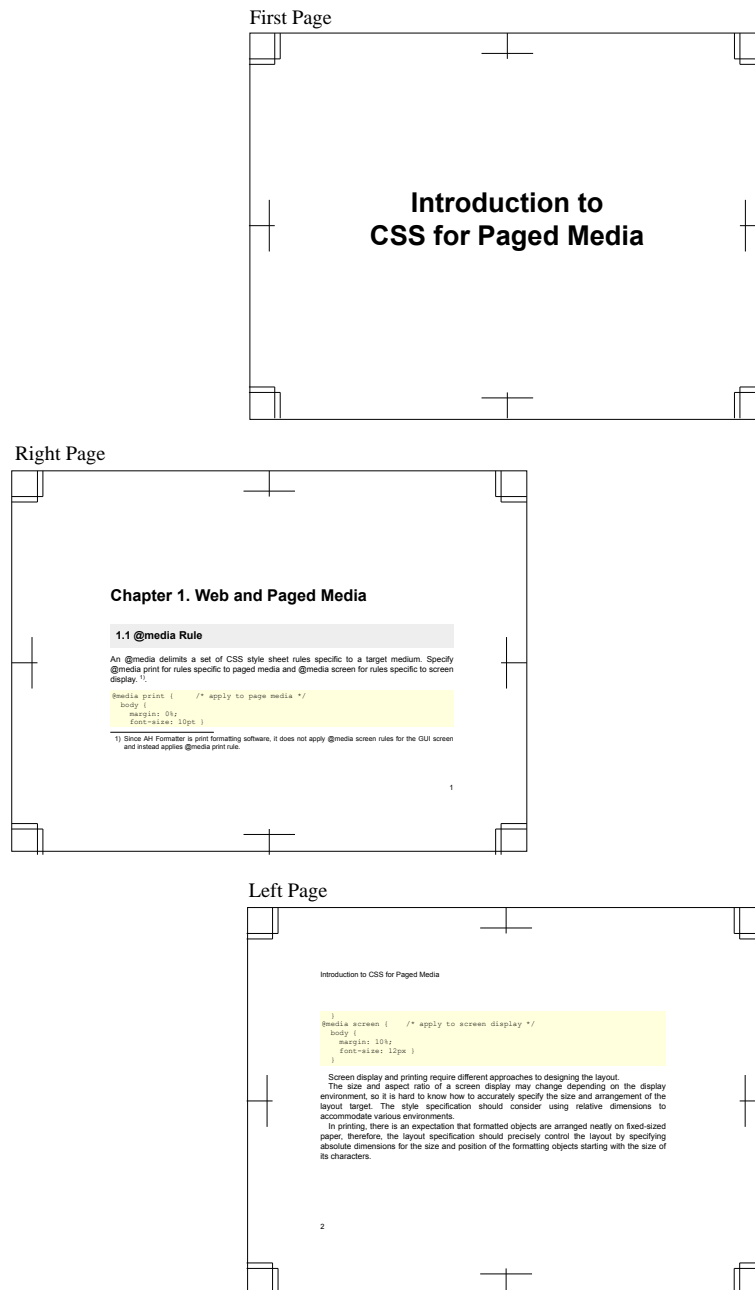 First Page
Introduction to
CSS for Paged Media
Right Page
Chapter 1. Web and Paged Media
1.1 @media Rule
An @media delimits a set of CSS style sheet rules specific to a target medium. Specify
@media print for rules specific to paged media and @media screen for rules specific to screen
display. 1).
@media print {     /* apply to page media */
  body {
    margin: 0%;
    font-size: 10pt }
1) Since AH Formatter is print formatting software, it does not apply @media screen rules for the GUI screen
and instead applies @media print rule.
1
Left Page
Introduction to CSS for Paged Media
  }
@media screen {    /* apply to screen display */
  body {
    margin: 10%;
    font-size: 12px }
  }
Screen display and printing require different approaches to designing the layout.
The size and aspect ratio of a screen display may change depending on the display
environment, so it is hard to know how to accurately specify the size and arrangement of the
layout target. The style specification should consider using relative dimensions to
accommodate various environments.
In printing, there is an expectation that formatted objects are arranged neatly on fixed-sized
paper, therefore, the layout specification should precisely control the layout by specifying
absolute dimensions for the size and position of the formatting objects starting with the size of
its characters.
2